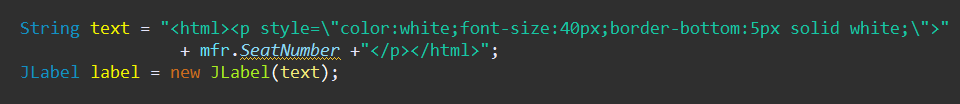 String text = "<html><p style=\"color:white;font-size:40px;border-bottom:5px solid white;\">"
+ mfr.SeatNumber +"</p></html>";
JLabel label = new JLabel(text);